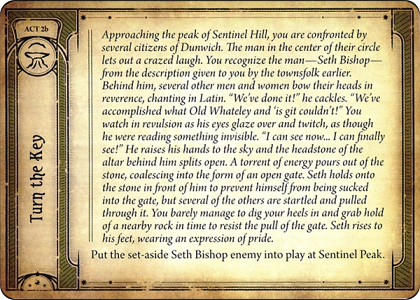 ACT 2b
Turn the Key
Approaching the peak of Sentinel Hill, you are confronted by
several citizens of Dunwich. The man in the center of their circle
lets out a crazed laugh. You recognize the man—Seth Bishop—
from the description given to you by the townsfolk earlier.
Behind him, several other men and women bow their heads in
reverence, chanting in Latin. “We’ve done it!” he cackles. “We’ve
accomplished what Old Whateley and ‘is git couldn’t!” You
watch in revulsion as his eyes glaze over and twitch, as though
he were reading something invisible. “I can see now... I can finally
see!” He raises his hands to the sky and the headstone of the
altar behind him splits open. A torrent of energy pours out of the
stone, coalescing into the form of an open gate. Seth holds onto
the stone in front of him to prevent himself from being sucked
into the gate, but several of the others are startled and pulled
through it. You barely manage to dig your heels in and grab hold
of a nearby rock in time to resist the pull of the gate. Seth rises to
his feet, wearing an expression of pride.
Put the set-aside Seth Bishop enemy into play at Sentinel Peak.